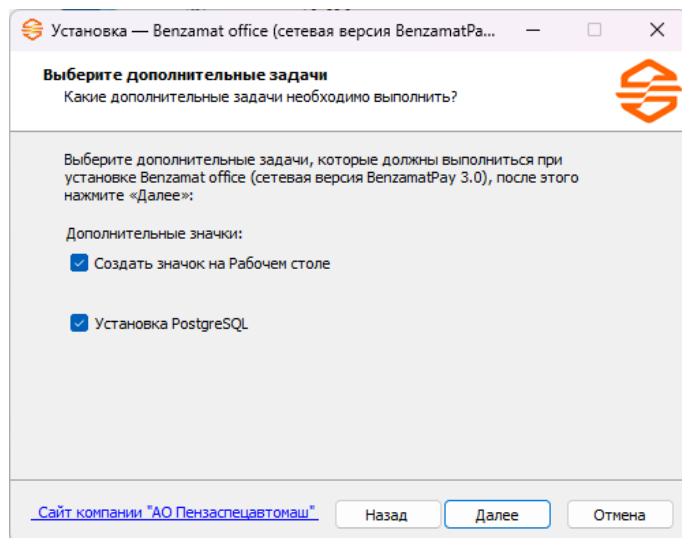 Установка — Benzamat office (сетевая версия BenzamatPa...
Выберите дополнительные задачи
Какие дополнительные задачи необходимо выполнить?
Выберите дополнительные задачи, которые должны выполниться при
установке Benzamat office (сетевая версия BenzamatPay 3.0), после этого
нажмите «Далее»:
Дополнительные значки:
Создать значок на Рабочем столе
Установка PostgreSQL
Сайт компании "АО Пензаспецавтомаш"
Назад
Далее
Отмена